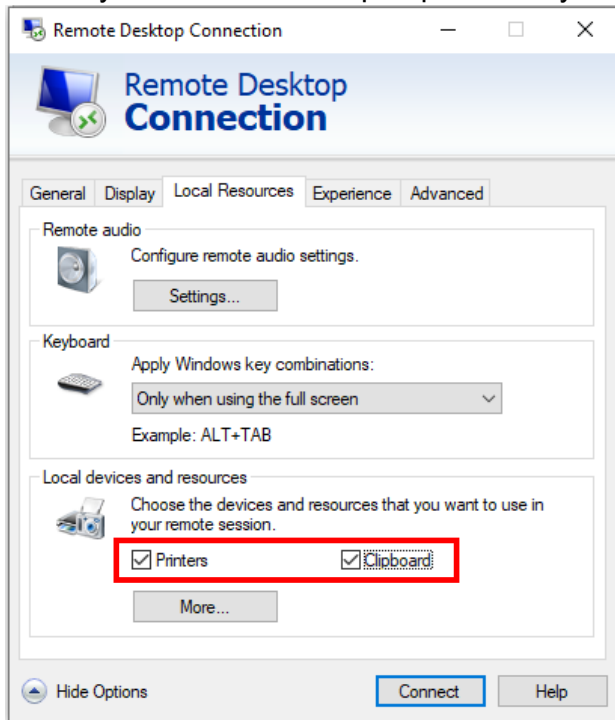 Remote Desktop Connection
Remote Desktop
Connection
General Display Local Resources Experience Advanced
Remote audio
Configure remote audio settings.
Settings...
Keyboard
Apply Windows key combinations:
Only when using the full screen
Example: ALT+TAB
Local devices and resources
Choose the devices and resources that you want to use in
your remote session.
Printers Clipboard
More...
Hide Options Connect Help